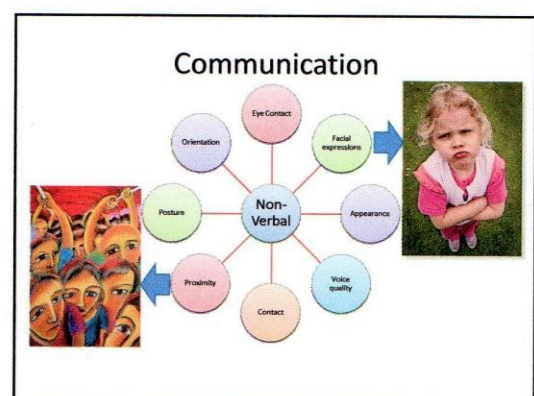 Communication
Eye Contact
Orientation
Facial
expressions
Posture
Non-
Verbal
Appearance
Proximity
Voice
quality
Contact